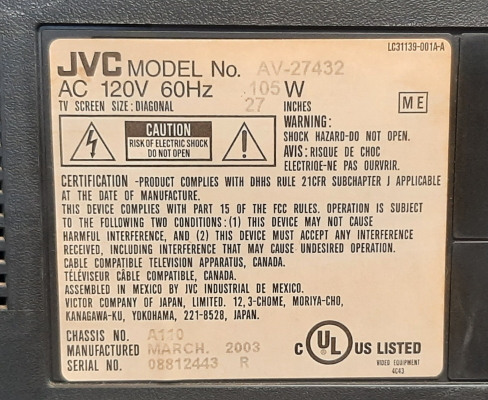 LC31139-001A-A
JVC MODEL No. AV-27432
AC 120V 60Hz 105 W
TV SCREEN SIZE: DIAGONAL 27 INCHES
ME
CAUTION
RISK OF ELECTRIC SHOCK
DO NOT OPEN
WARNING:
SHOCK HAZARD-DO NOT OPEN.
AVIS: RISQUE DE CHOC
ELECTRIQE-NE PAS OUVRIR.
CERTIFICATION -PRODUCT COMPLIES WITH DHHS RULE 21CFR SUBCHAPTER J APPLICABLE
AT THE DATE OF MANUFACTURE.
THIS DEVICE COMPLIES WITH PART 15 OF THE FCC RULES. OPERATION IS SUBJECT
TO THE FOLLOWING TWO CONDITIONS: (1) THIS DEVICE MAY NOT CAUSE
HARMFUL INTERFERENCE, AND (2) THIS DEVICE MUST ACCEPT ANY INTERFERENCE
RECEIVED, INCLUDING INTERFERENCE THAT MAY CAUSE UNDESIRED OPERATION.
CABLE COMPATIBLE TELEVISION APPARATUS, CANADA.
TÉLÉVISEUR CÂBLE COMPATIBLE, CANADA.
ASSEMBLED IN MEXICO BY JVC INDUSTRIAL DE MEXICO.
VICTOR COMPANY OF JAPAN, LIMITED. 12,3-CHOME, MORIYA-CHO,
KANAGAWA-KU, YOKOHAMA, 221-8528, JAPAN.
CHASSIS NO. A110
MANUFACTURED MARCH. 2003
SERIAL NO. 08812443 R
C UL US LISTED
VIDEO EQUIPMENT
4C43